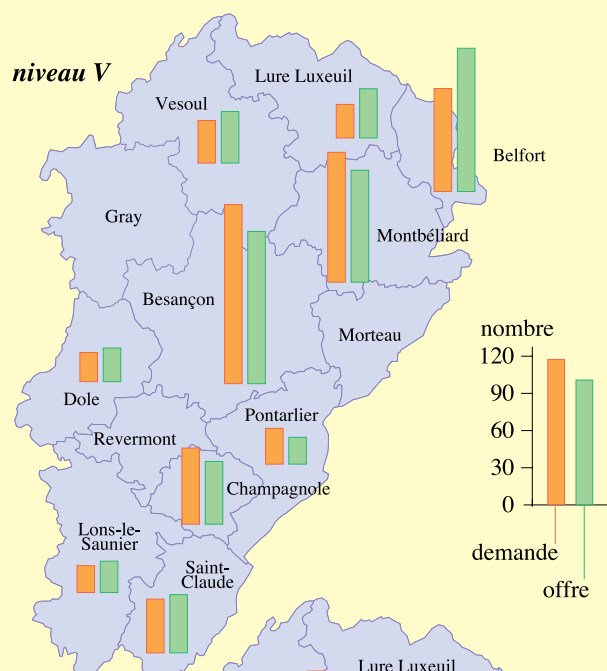 niveau V
Lure Luxeuil
Vesoul
Belfort
Gray
Montbéliard
Besançon
Morteau
Dole
Pontarlier
Revermont
Champagnole
Lons-le-
Saunier
Saint-
Claude
nombre
120
90
60
30
0
demande
offre
Lure Luxeuil